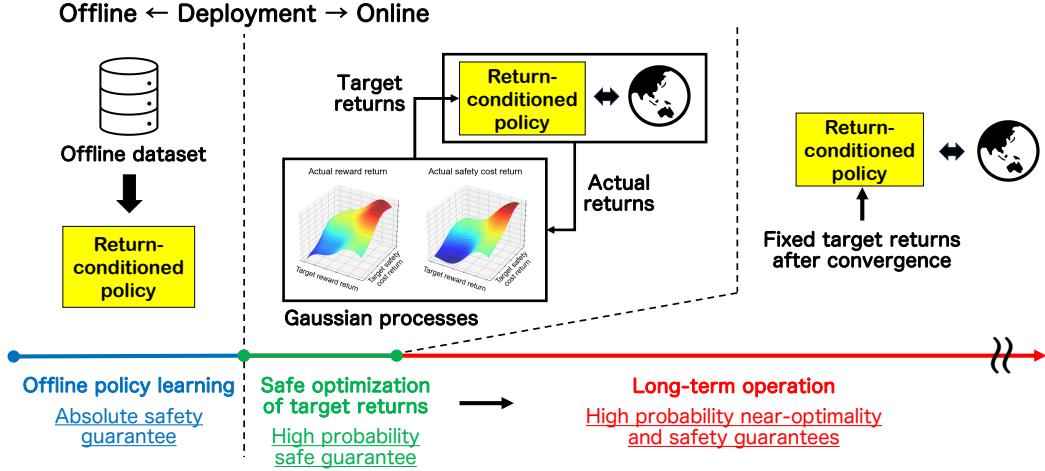 Offline ← Deployment → Online
Offline dataset
Return-
conditioned
policy
Target
returns
Return-
conditioned
policy
Actual reward return
Actual safety cost return
Target reward return
Target safety
cost return
Target reward return
Target safety
cost return
Actual
returns
Gaussian processes
Return-
conditioned
policy
Fixed target returns
after convergence
Offline policy learning
Absolute safety
guarantee
Safe optimization
of target returns
High probability
safe guarantee
Long-term operation
High probability near-optimality
and safety guarantees